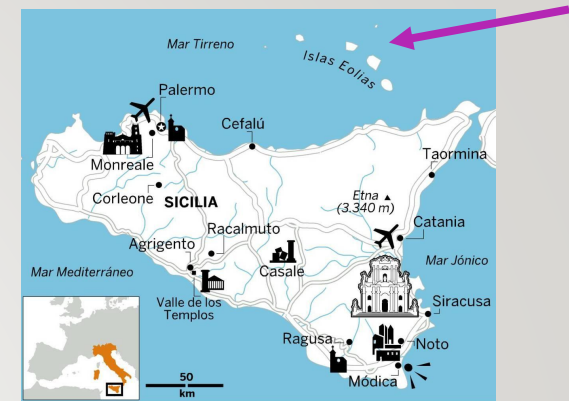 Mar Tirreno
Islas Eolias
Palermo
Cefalú
Monreale
Taormina
Corleone
SICILIA
Etna
(3.340 m)
Racalmuto
Catania
Agrigento
Casale
Mar Jónico
Mar Mediterráneo
Valle de los
Templos
Siracusa
Ragusa
Noto
Módica
50
km